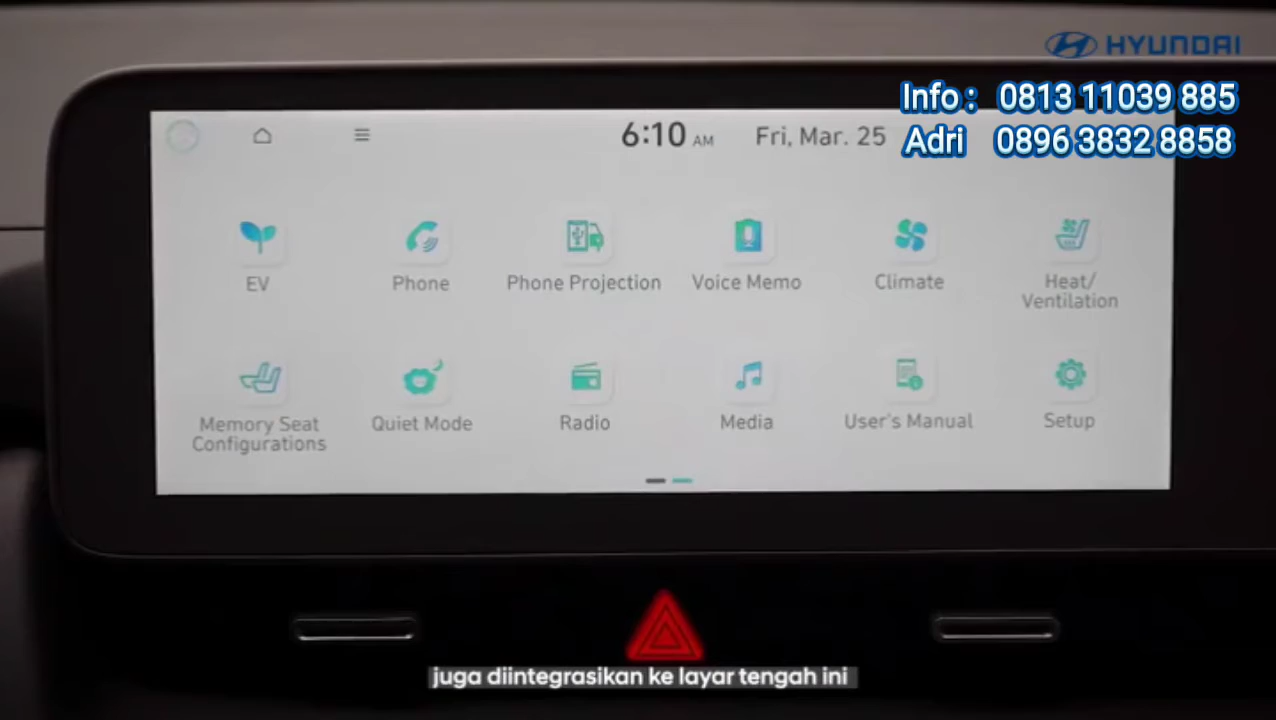 HYUNDAI
Info : 0813 11039 885
Adri 0896 3832 8858
6:10 AM Fri, Mar. 25
EV
Phone
Phone Projection
Voice Memo
Climate
Heat/
Ventilation
Memory Seat
Configurations
Quiet Mode
Radio
Media
User's Manual
Setup
juga diintegrasikan ke layar tengah ini